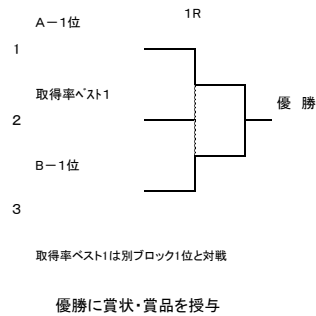 1R
A－1位
1
取得率ベスト1
優 勝
2
B－1位
3
取得率ベスト1は別ブロック1位と対戦
優勝に賞状・賞品を授与